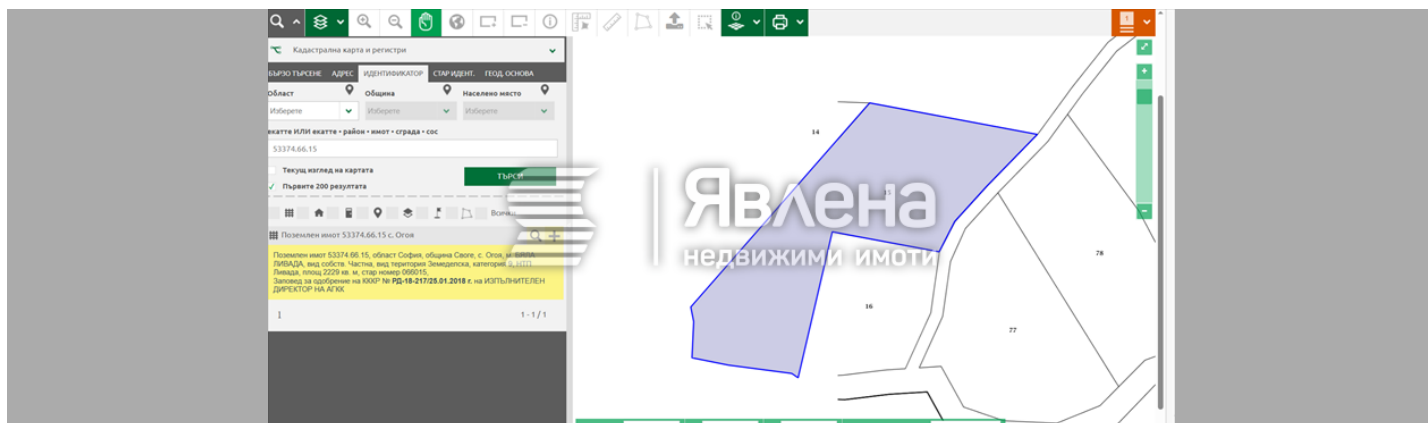 1
Кадастрална карта и регистри
БЪРЗО ТЪРСЕНЕ АДРЕС ИДЕНТИФИКАТОР СТАР ИДЕНТ. ГЕОД. ОСНОВА
Област Община Населено място
Изберете Изберете Изберете
екатте ИЛИ екатте • район • имот • сграда • сос
53374.66.15
Текущ изглед на картата
Първите 200 резултата
ТЪРСИ
Всички
Поземлен имот 53374.66.15 с. Огоя
Поземлен имот 53374.66.15, област София, община Своге, с. Огоя, м. БЯЛА
ЛИВАДА, вид собств. Частна, вид територия Земеделска, категория 9, НТП
Ливада, площ 2229 кв. м, стар номер 066015,
Заповед за одобрение на КККР № РД-18-217/25.01.2018 г. на ИЗПЪЛНИТЕЛЕН
ДИРЕКТОР НА АГКК
1 1 - 1 / 1
14
15
16
77
78
Явлена
недвижими имоти